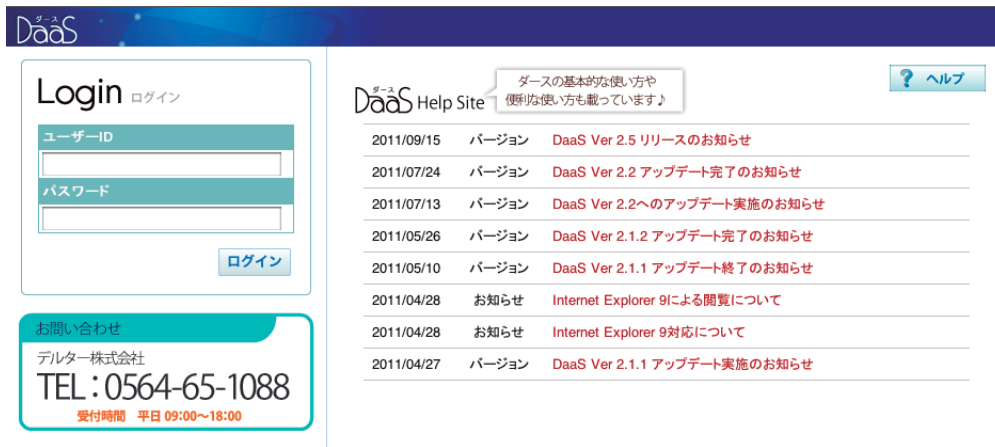 ダース
DaaS
Login ログイン
ユーザーID
パスワード
ログイン
お問い合わせ
デルター株式会社
TEL：0564-65-1088
受付時間　平日 09:00～18:00
ダース
DaaS Help Site
ダースの基本的な使い方や
便利な使い方も載っています♪
? ヘルプ
2011/09/15 バージョン DaaS Ver 2.5 リリースのお知らせ
2011/07/24 バージョン DaaS Ver 2.2 アップデート完了のお知らせ
2011/07/13 バージョン DaaS Ver 2.2へのアップデート実施のお知らせ
2011/05/26 バージョン DaaS Ver 2.1.2 アップデート完了のお知らせ
2011/05/10 バージョン DaaS Ver 2.1.1 アップデート終了のお知らせ
2011/04/28 お知らせ Internet Explorer 9による閲覧について
2011/04/28 お知らせ Internet Explorer 9対応について
2011/04/27 バージョン DaaS Ver 2.1.1 アップデート実施のお知らせ